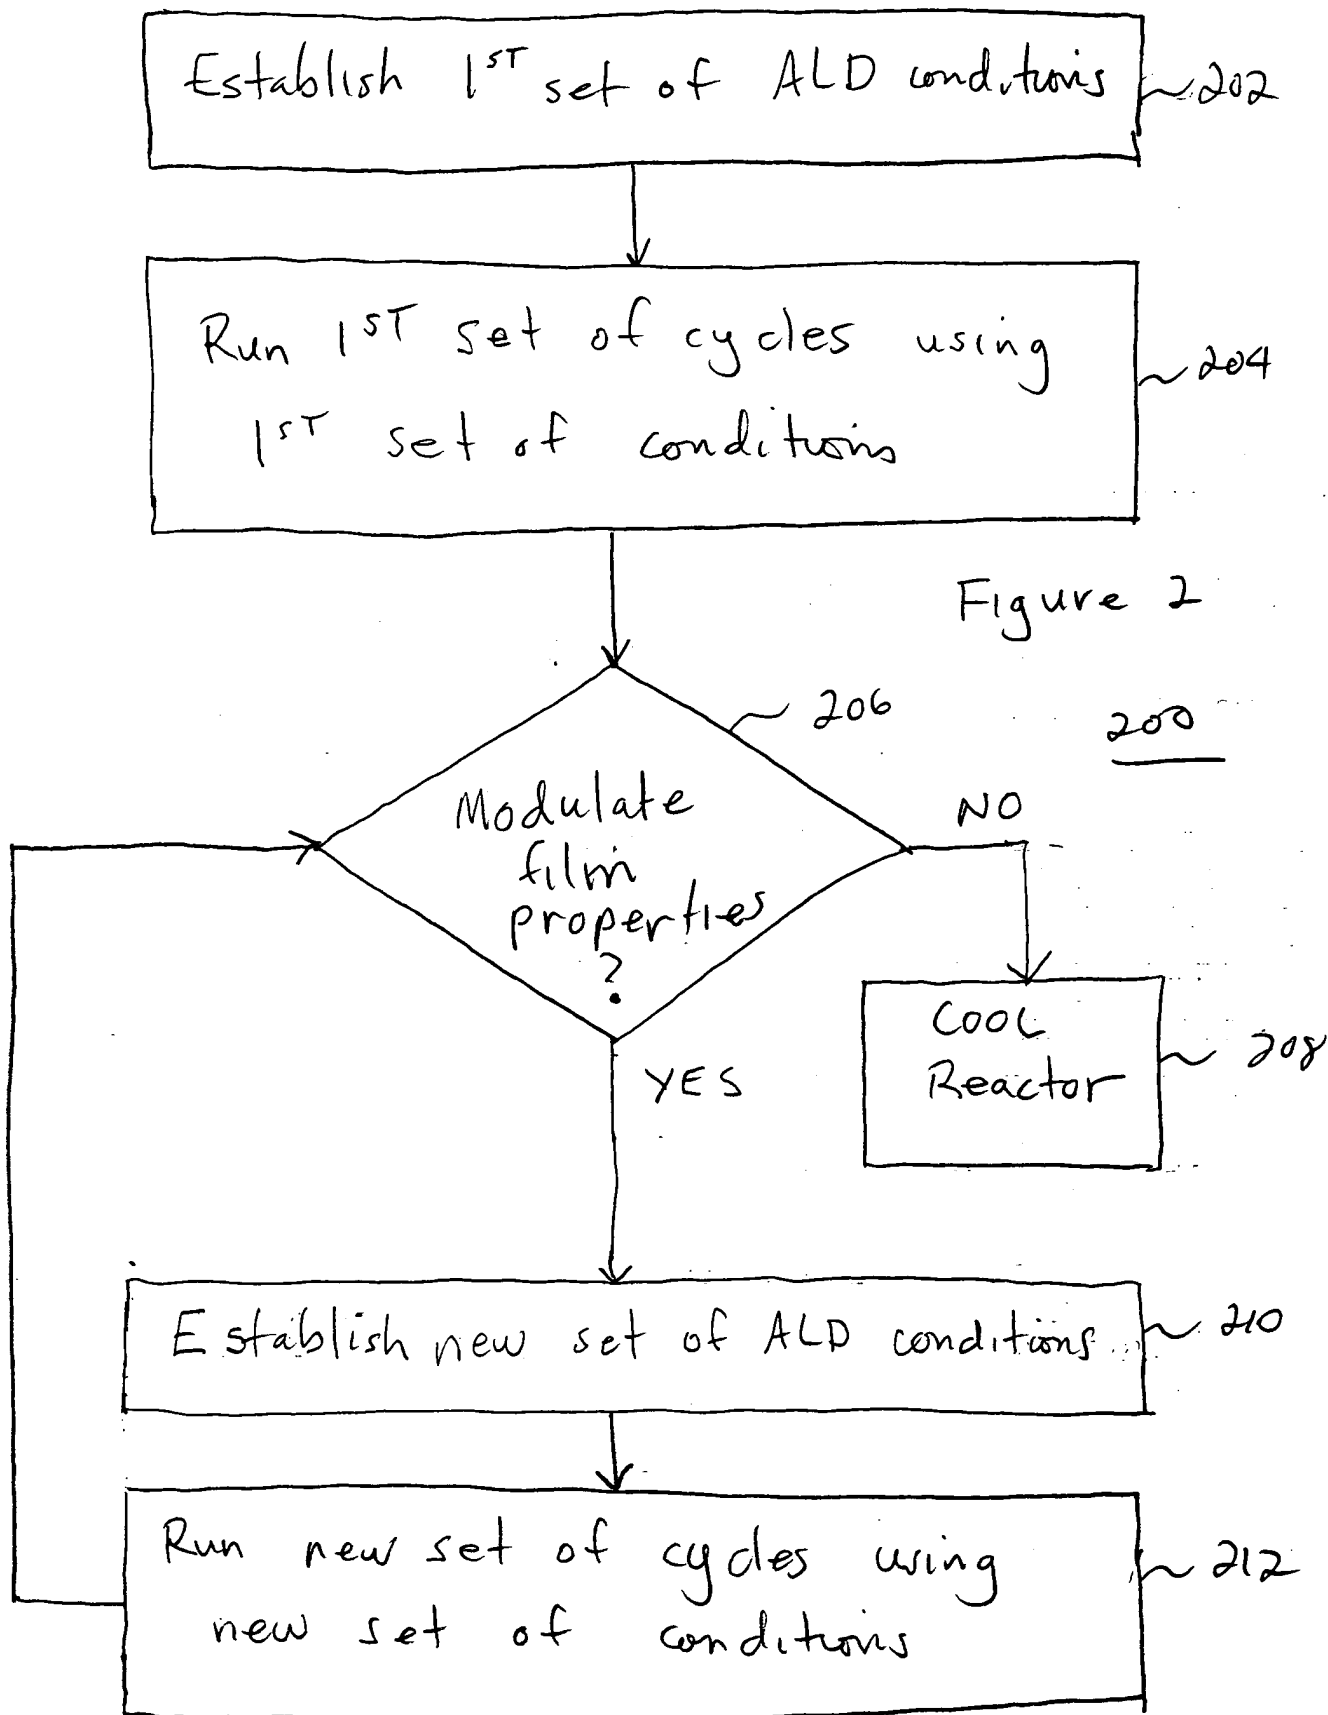 Establish 1ST set of ALD conditions
202
Run 1ST set of cycles using
1ST set of conditions
204
Figure 2
200
206
Modulate
film
properties
?
NO
COOL
Reactor
208
YES
Establish new set of ALD conditions
210
Run new set of cycles using
new set of conditions
212